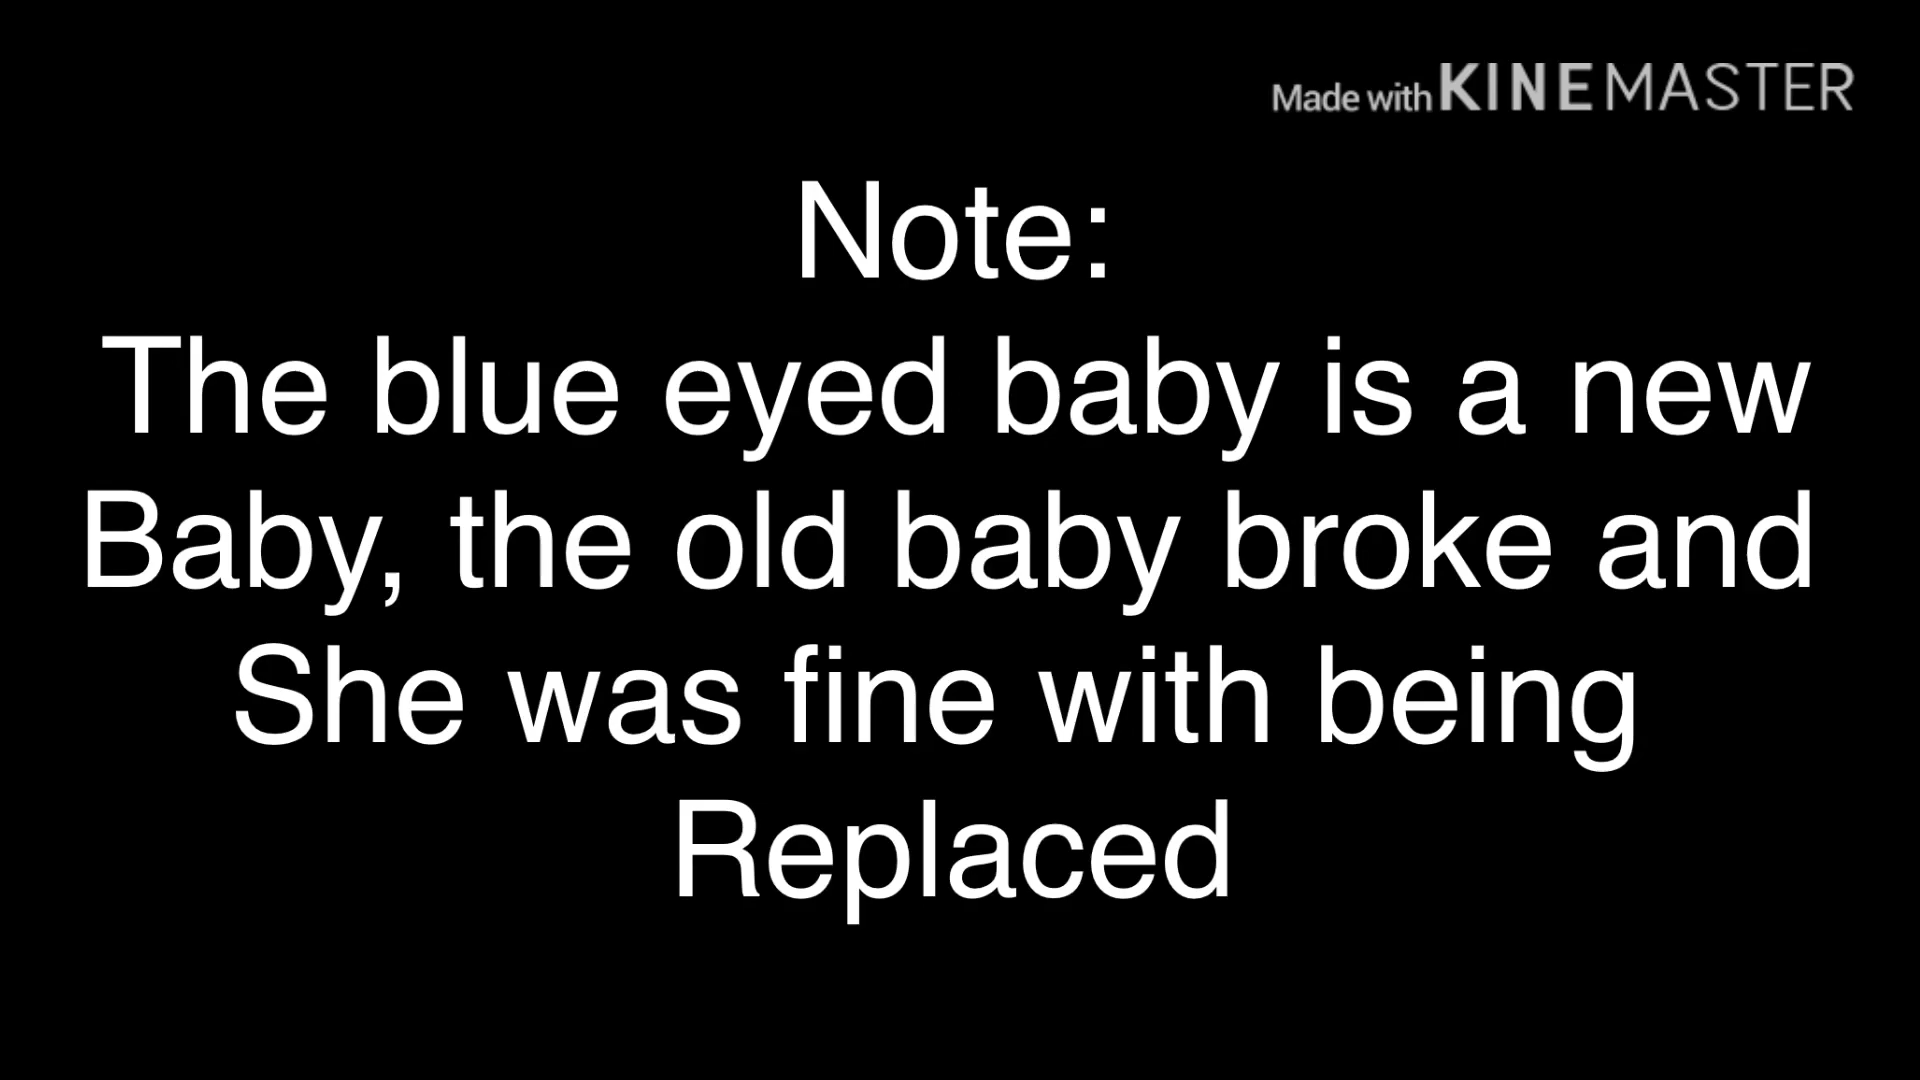 Made with KINEMASTER
Note:
The blue eyed baby is a new
Baby, the old baby broke and
She was fine with being
Replaced